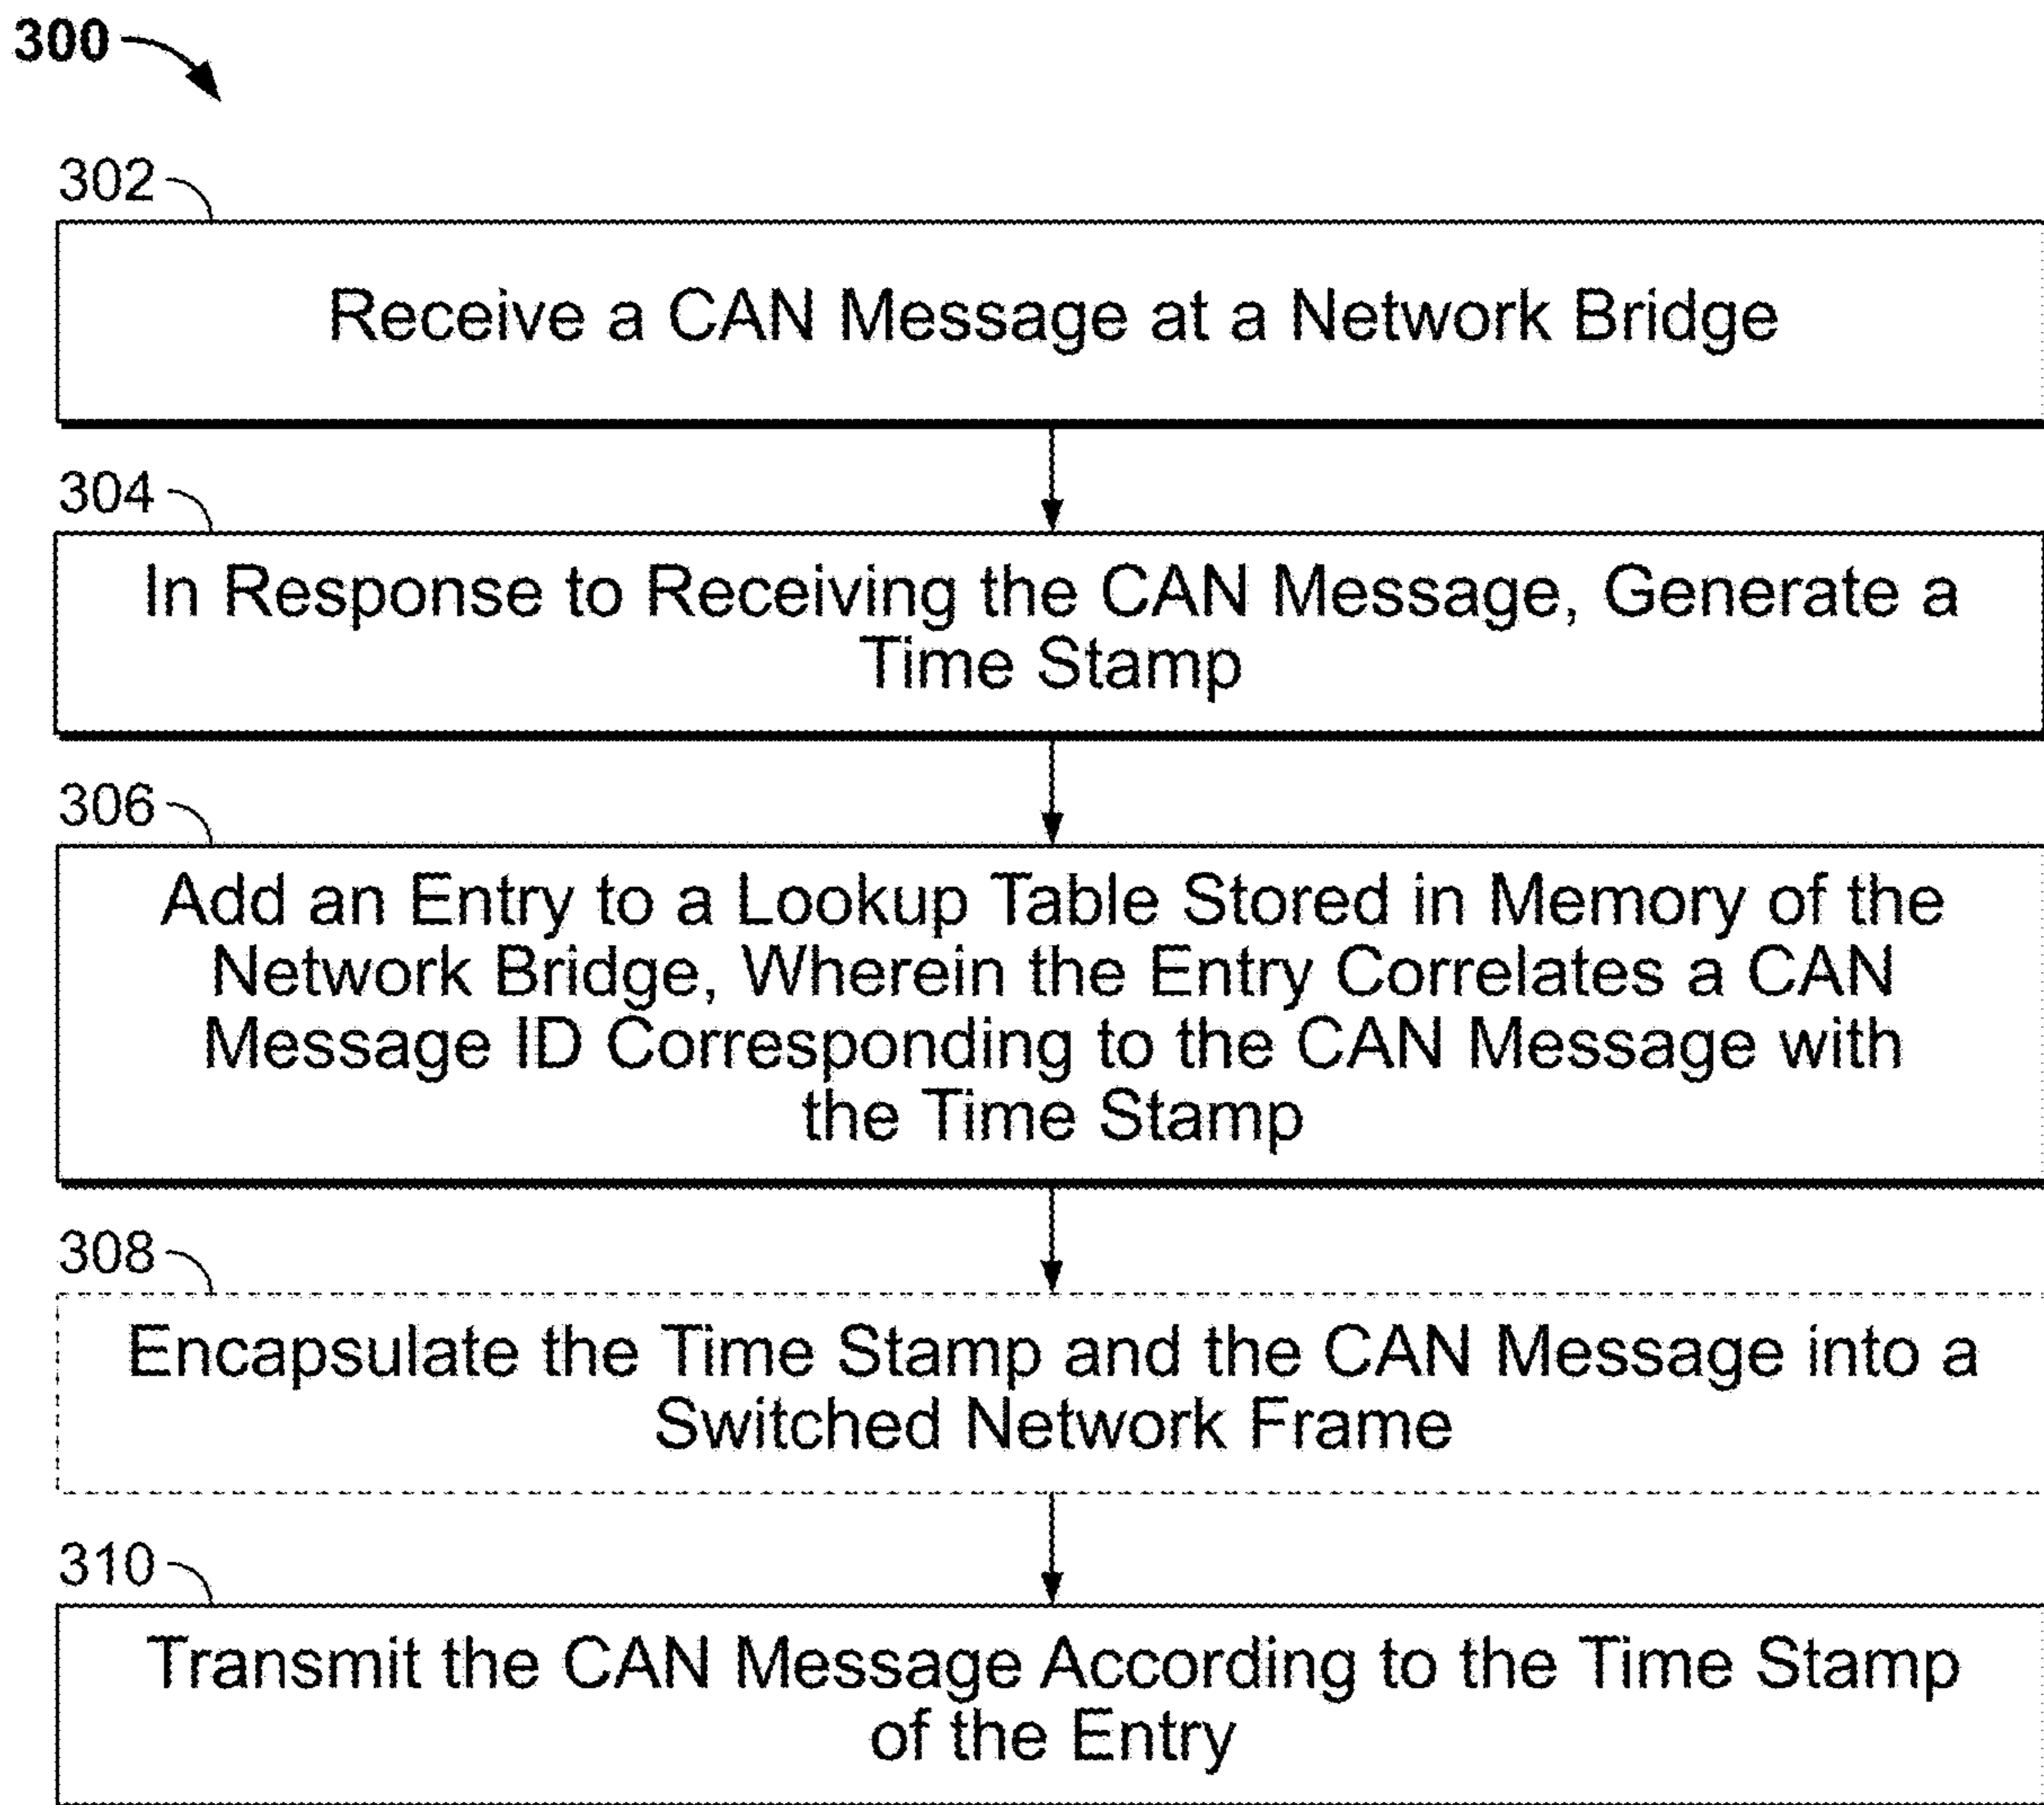 300
302
Receive a CAN Message at a Network Bridge
304
In Response to Receiving the CAN Message, Generate a
Time Stamp
306
Add an Entry to a Lookup Table Stored in Memory of the
Network Bridge, Wherein the Entry Correlates a CAN
Message ID Corresponding to the CAN Message with
the Time Stamp
308
Encapsulate the Time Stamp and the CAN Message into a
Switched Network Frame
310
Transmit the CAN Message According to the Time Stamp
of the Entry